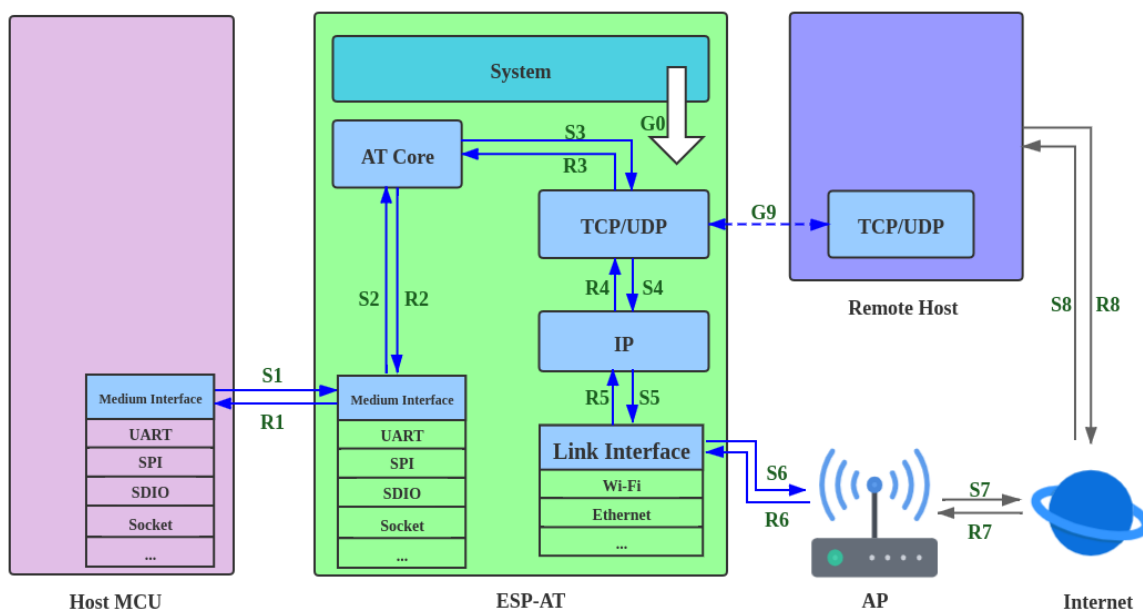 System
G0
AT Core
S3
R3
TCP/UDP
G9
TCP/UDP
S2
R2
R4
S4
Remote Host
S8
R8
IP
S1
R1
Medium Interface
UART
SPI
SDIO
Socket
...
Medium Interface
UART
SPI
SDIO
Socket
...
R5
S5
Link Interface
Wi-Fi
Ethernet
...
S6
R6
S7
R7
Host MCU
ESP-AT
AP
Internet